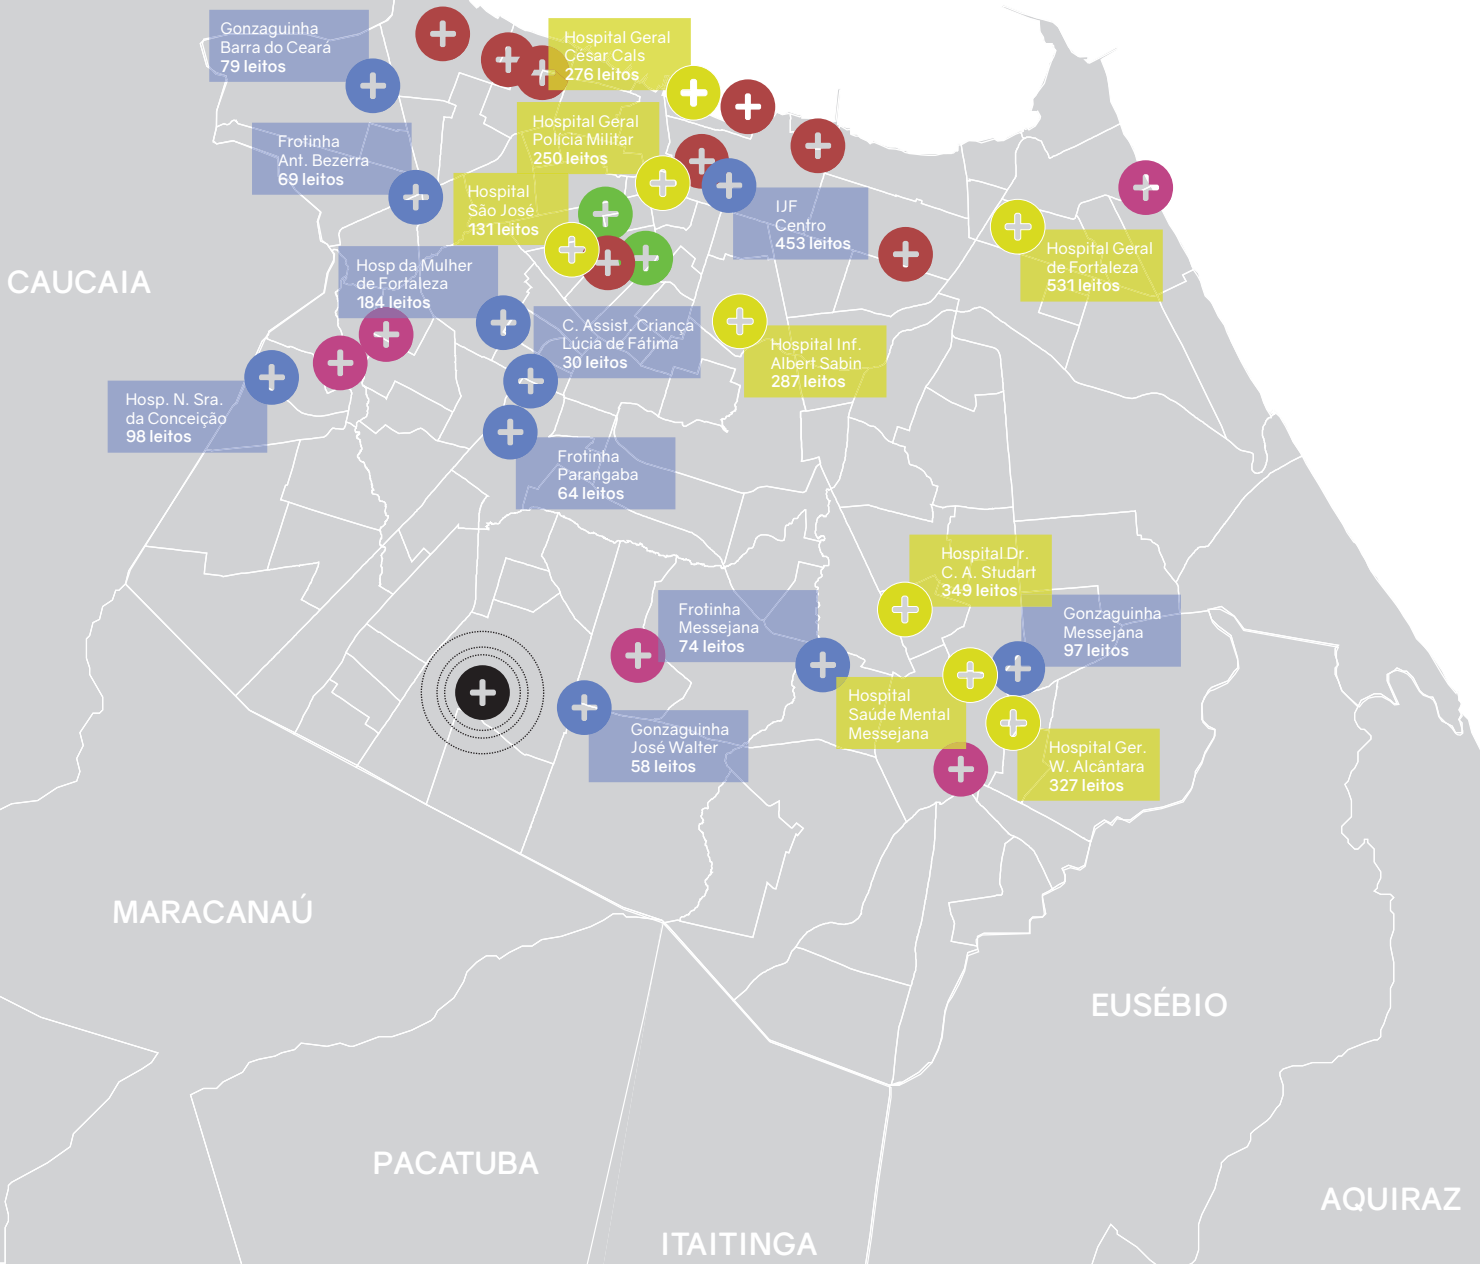 Gonzaguinha
Barra do Ceará
79 leitos
Hospital Geral
César Cals
276 leitos
Hospital Geral
Polícia Militar
250 leitos
Frotinha
Ant. Bezerra
69 leitos
Hospital
São José
131 leitos
IJF
Centro
453 leitos
Hospital Geral
de Fortaleza
531 leitos
CAUCAIA
Hosp da Mulher
de Fortaleza
184 leitos
C. Assist. Criança
Lúcia de Fátima
30 leitos
Hospital Inf.
Albert Sabin
287 leitos
Hosp. N. Sra.
da Conceição
98 leitos
Frotinha
Parangaba
64 leitos
Hospital Dr.
C. A. Studart
349 leitos
Frotinha
Messejana
74 leitos
Gonzaguinha
Messejana
97 leitos
Hospital
Saúde Mental
Messejana
Gonzaguinha
José Walter
58 leitos
Hospital Ger.
W. Alcântara
327 leitos
MARACANAÚ
EUSÉBIO
PACATUBA
AQUIRAZ
ITAITINGA